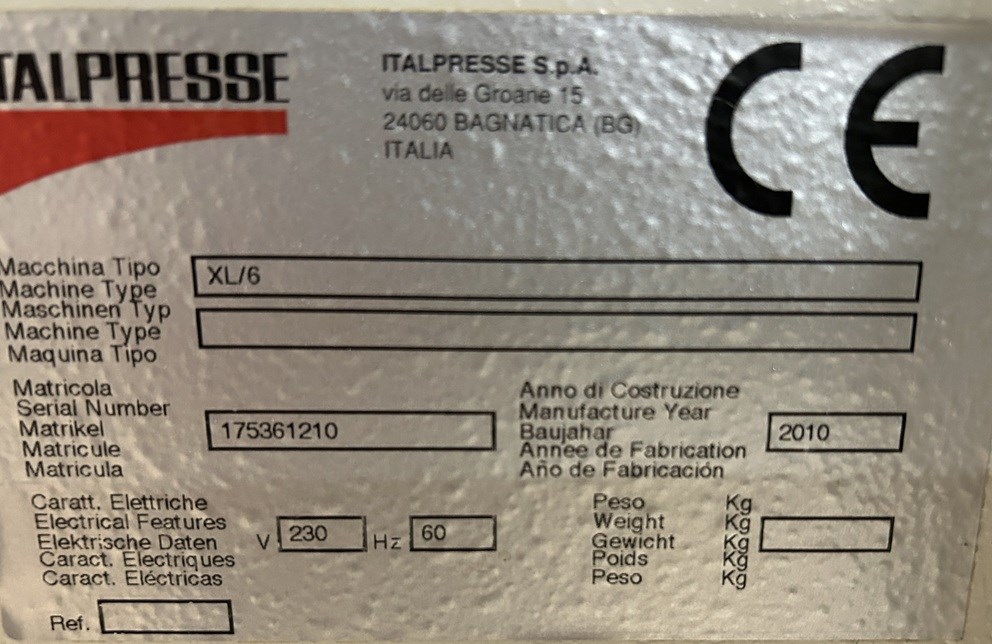 ITALPRESSE
ITALPRESSE S.p.A.
via delle Groane 15
24060 BAGNATICA (BG)
ITALIA
CE
Macchina Tipo
Machine Type
Maschinen Typ
Machine Type
Maquina Tipo
XL/6
Matricola
Serial Number
Matrikel
Matricule
Matricula
175361210
Anno di Costruzione
Manufacture Year
Baujahar
Annee de Fabrication
Año de Fabricación
2010
Caratt. Elettriche
Electrical Features
Elektrische Daten
Caract. Electriques
Caract. Eléctricas
V 230 Hz 60
Peso Kg
Weight Kg
Gewicht Kg
Poids Kg
Peso Kg
Ref.